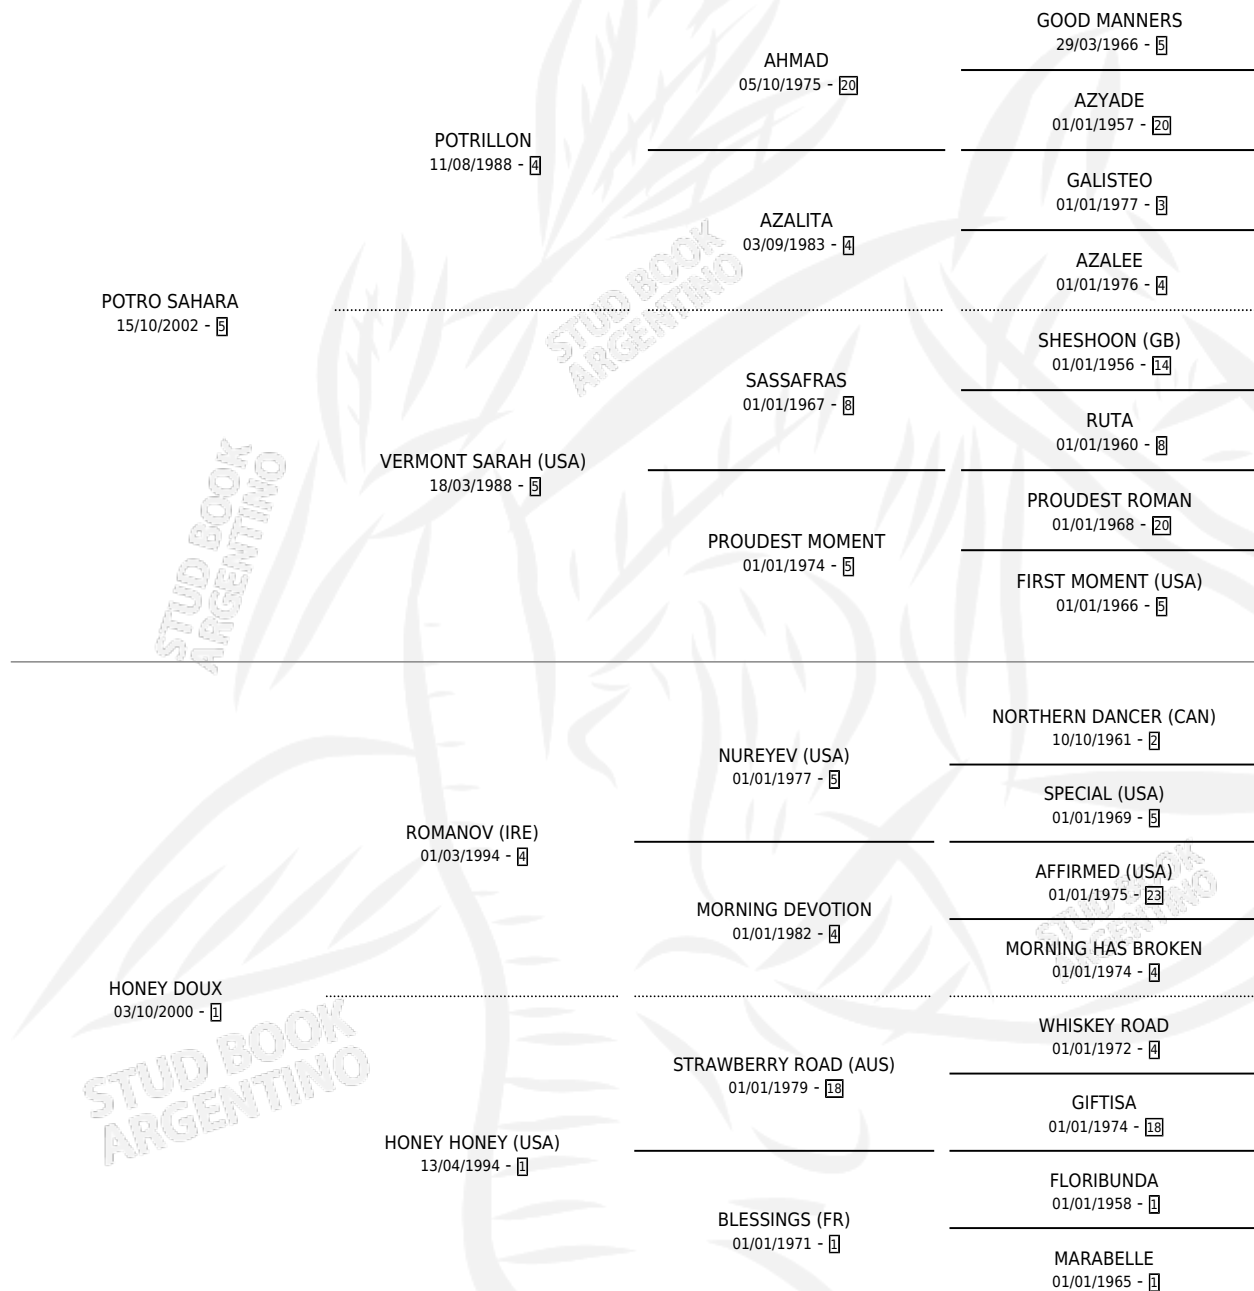 GOOD MANNERS
29/03/1966 - 5
AHMAD
05/10/1975 - 20
AZYADE
01/01/1957 - 20
POTRILLON
11/08/1988 - 4
GALISTEO
01/01/1977 - 3
AZALITA
03/09/1983 - 4
AZALEE
01/01/1976 - 4
POTRO SAHARA
15/10/2002 - 5
STUD BOOK
ARGENTINO
SHESHOON (GB)
01/01/1956 - 14
SASSAFRAS
01/01/1967 - 8
RUTA
01/01/1960 - 8
VERMONT SARAH (USA)
18/03/1988 - 5
PROUDEST ROMAN
01/01/1968 - 20
PROUDEST MOMENT
01/01/1974 - 5
FIRST MOMENT (USA)
01/01/1966 - 5
STUD BOOK
ARGENTINO
NORTHERN DANCER (CAN)
10/10/1961 - 2
NUREYEV (USA)
01/01/1977 - 5
SPECIAL (USA)
01/01/1969 - 5
ROMANOV (IRE)
01/03/1994 - 4
AFFIRMED (USA)
01/01/1975 - 23
MORNING DEVOTION
01/01/1982 - 4
STUD BOOK
ARGENTINO
MORNING HAS BROKEN
01/01/1974 - 4
HONEY DOUX
03/10/2000 - 1
WHISKEY ROAD
01/01/1972 - 4
STUD BOOK
ARGENTINO
STRAWBERRY ROAD (AUS)
01/01/1979 - 18
GIFTISA
01/01/1974 - 18
HONEY HONEY (USA)
13/04/1994 - 1
FLORIBUNDA
01/01/1958 - 1
BLESSINGS (FR)
01/01/1971 - 1
MARABELLE
01/01/1965 - 1